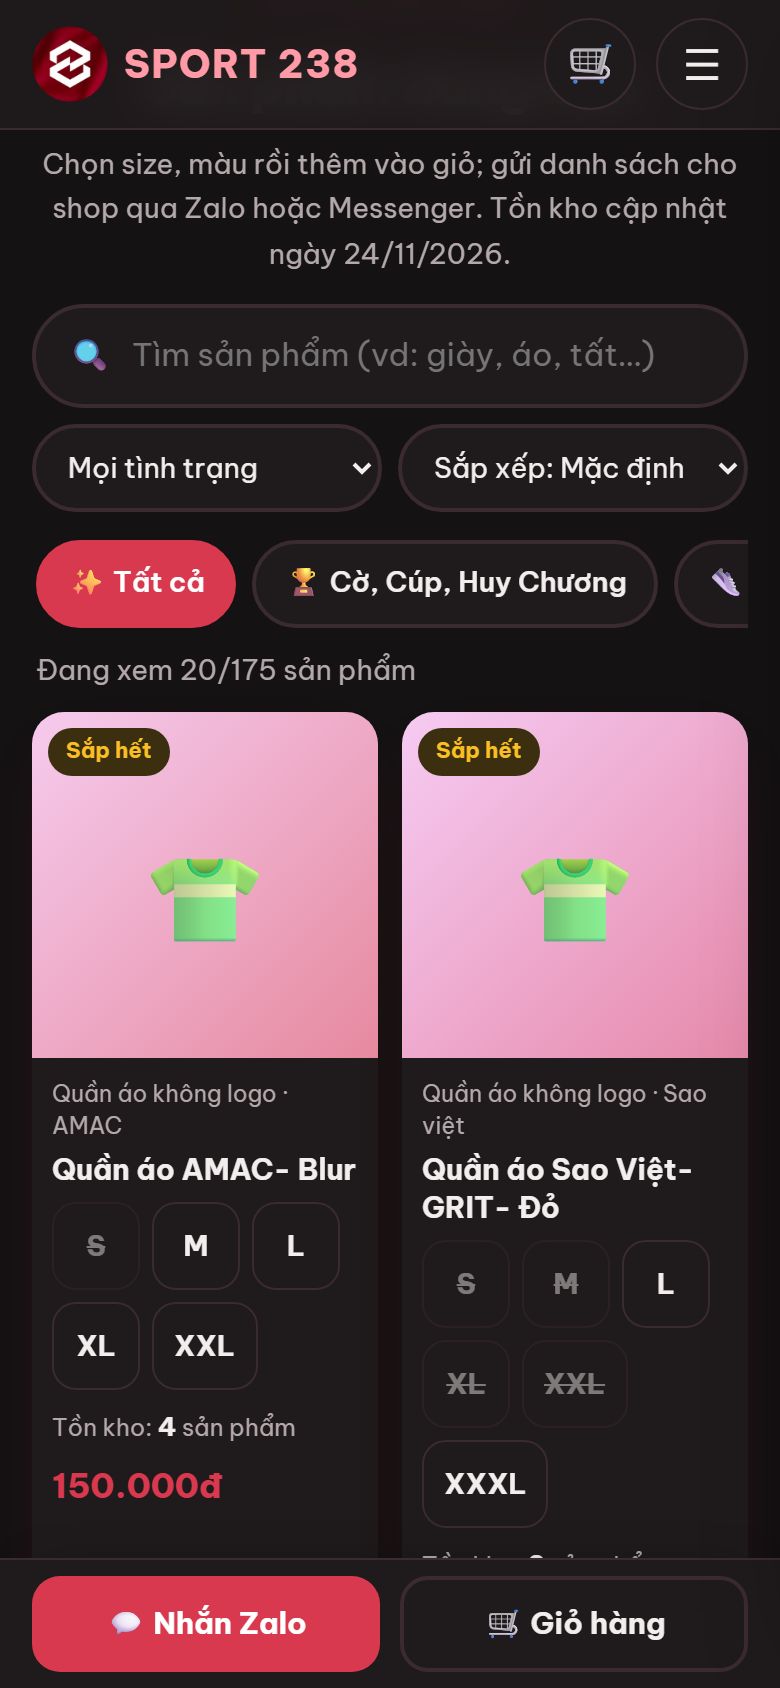 SPORT 238
Chọn size, màu rồi thêm vào giỏ; gửi danh sách cho
shop qua Zalo hoặc Messenger. Tồn kho cập nhật
ngày 24/11/2026.
Tìm sản phẩm (vd: giày, áo, tất...)
Mọi tình trạng
Sắp xếp: Mặc định
Tất cả
Cờ, Cúp, Huy Chương
Đang xem 20/175 sản phẩm
Sắp hết
Quần áo không logo ·
AMAC
Quần áo AMAC- Blur
S M L
XL XXL
Tồn kho: 4 sản phẩm
150.000đ
Sắp hết
Quần áo không logo · Sao
việt
Quần áo Sao Việt-
GRIT- Đỏ
S M L
XL XXL
XXXL
Nhắn Zalo
Giỏ hàng